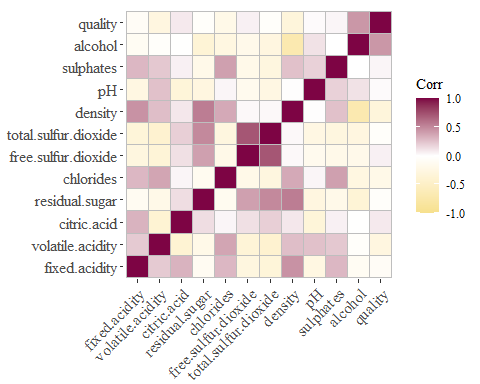 quality
alcohol
sulphates
pH
density
total.sulfur.dioxide
free.sulfur.dioxide
chlorides
residual.sugar
citric.acid
volatile.acidity
fixed.acidity
fixed.acidity
volatile.acidity
citric.acid
residual.sugar
chlorides
free.sulfur.dioxide
total.sulfur.dioxide
density
pH
sulphates
alcohol
quality
Corr
1.0
0.5
0.0
-0.5
-1.0